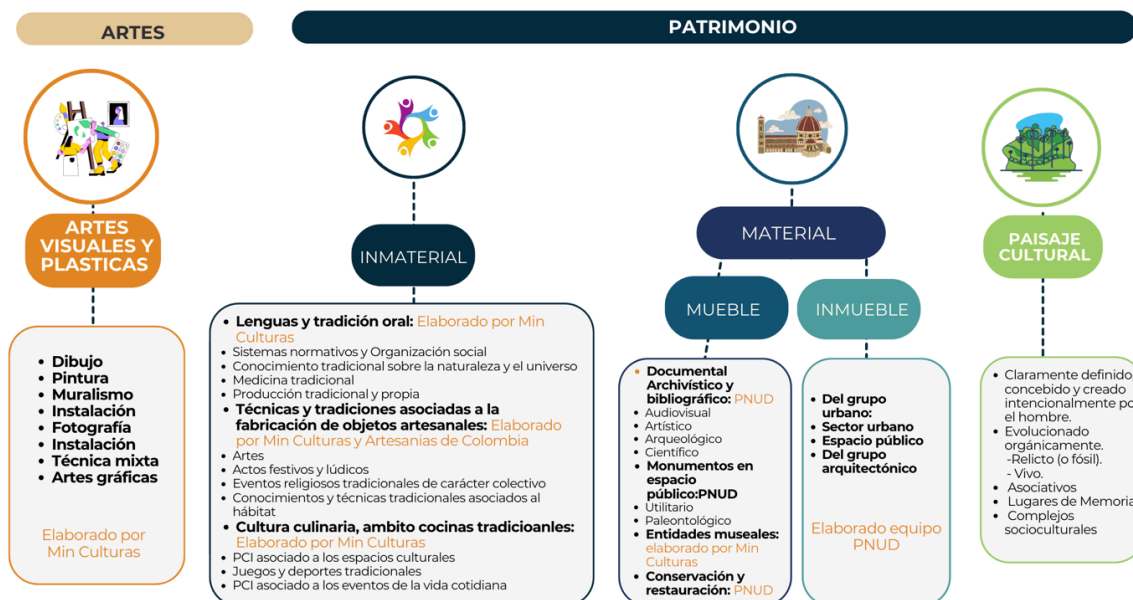 ARTES
PATRIMONIO
ARTES
VISUALES Y
PLASTICAS
• Dibujo
• Pintura
• Muralismo
• Instalación
• Fotografía
• Instalación
• Técnica mixta
• Artes gráficas
Elaborado por
Min Culturas
INMATERIAL
• Lenguas y tradición oral: Elaborado por Min
Culturas
• Sistemas normativos y Organización social
• Conocimiento tradicional sobre la naturaleza y el universo
• Medicina tradicional
• Producción tradicional y propia
• Técnicas y tradiciones asociadas a la
fabricación de objetos artesanales: Elaborado
por Min Culturas y Artesanias de Colombia
• Artes
• Actos festivos y lúdicos
• Eventos religiosos tradicionales de carácter colectivo
• Conocimientos y técnicas tradicionales asociados al
hábitat
• Cultura culinaria, ambito cocinas tradicioanles:
Elaborado por Min Culturas
• PCI asociado a los espacios culturales
• Juegos y deportes tradicionales
• PCI asociado a los eventos de la vida cotidiana
MATERIAL
MUEBLE
• Documental
Archivístico y
bibliográfico: PNUD
• Audiovisual
• Artístico
• Arqueológico
• Científico
• Monumentos en
espacio
público:PNUD
• Utilitario
• Paleontológico
• Entidades museales:
elaborado por Min
Culturas
• Conservación y
restauración: PNUD
INMUEBLE
• Del grupo
urbano:
• Sector urbano
• Espacio público
• Del grupo
arquitectónico
Elaborado equipo
PNUD
PAISAJE
CULTURAL
• Claramente definido,
concebido y creado
intencionalmente po
el hombre.
• Evolucionado
orgánicamente.
-Relicto (o fósil).
- Vivo.
• Asociativos
• Lugares de Memoria
• Complejos
socioculturales